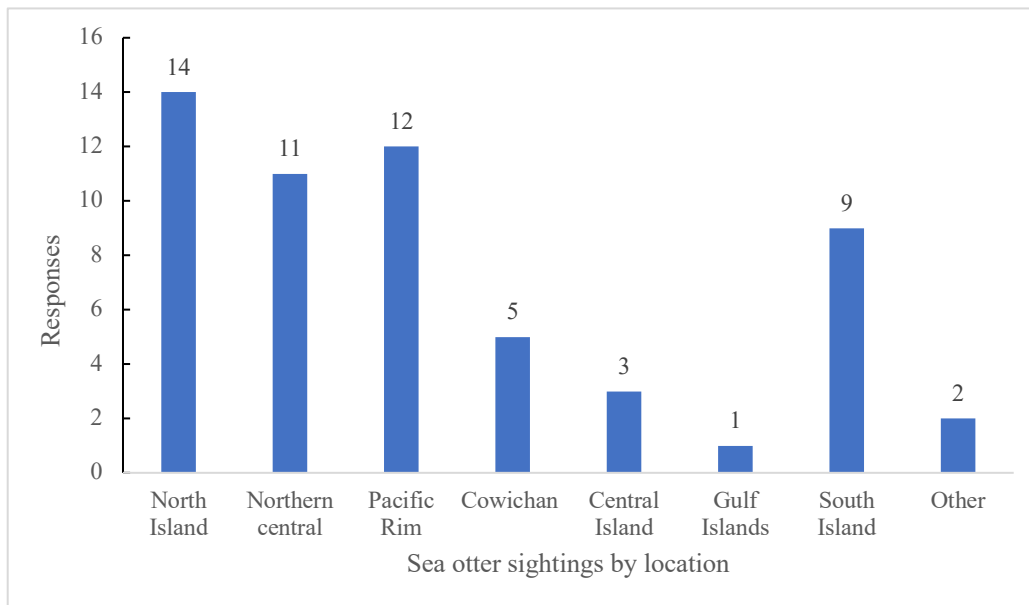 16
14
12
10
8
6
4
2
0
Responses
14
11
12
5
3
1
9
2
North
Island
Northern
central
Pacific
Rim
Cowichan
Central
Island
Gulf
Islands
South
Island
Other
Sea otter sightings by location